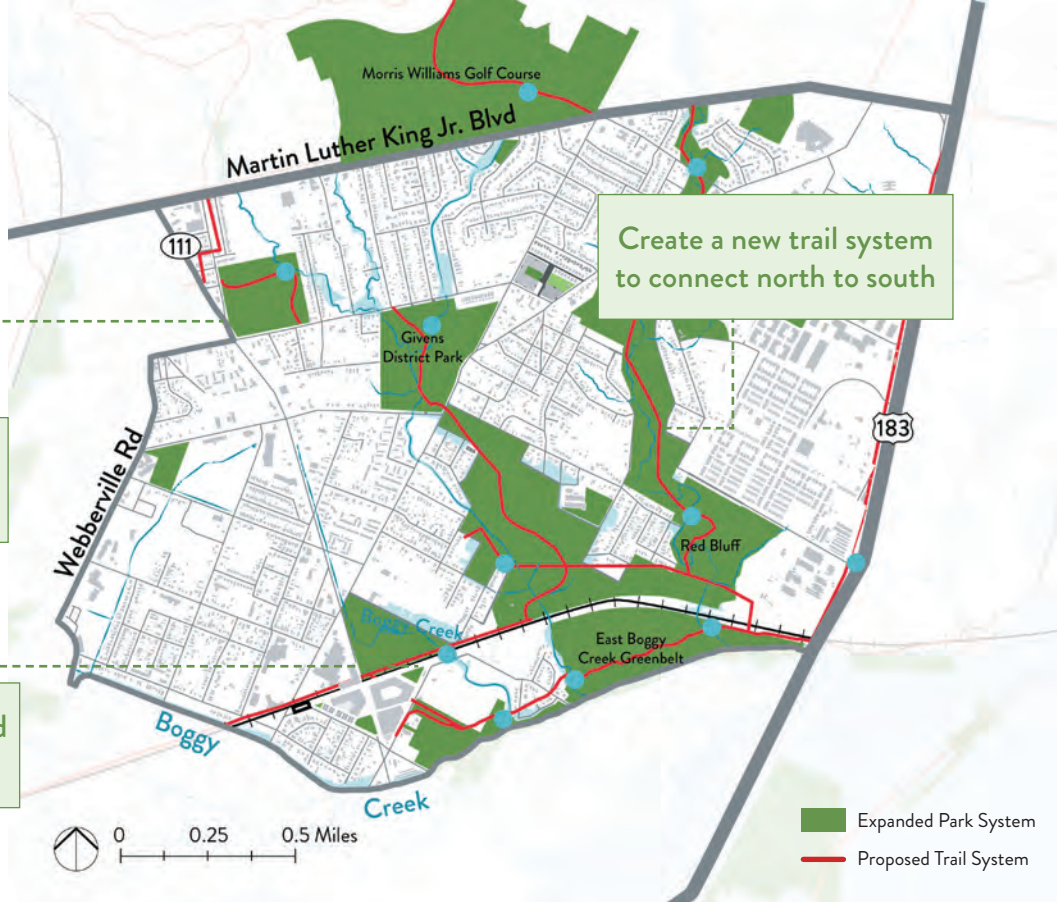 Morris Williams Golf Course
Martin Luther King Jr. Blvd
111
Create a new trail system
to connect north to south
Givens
District Park
183
Webberville Rd
Red Bluff
Boggy Creek
East Boggy
Creek Greenbelt
d
Boggy
Creek
0 0.25 0.5 Miles
Expanded Park System
Proposed Trail System